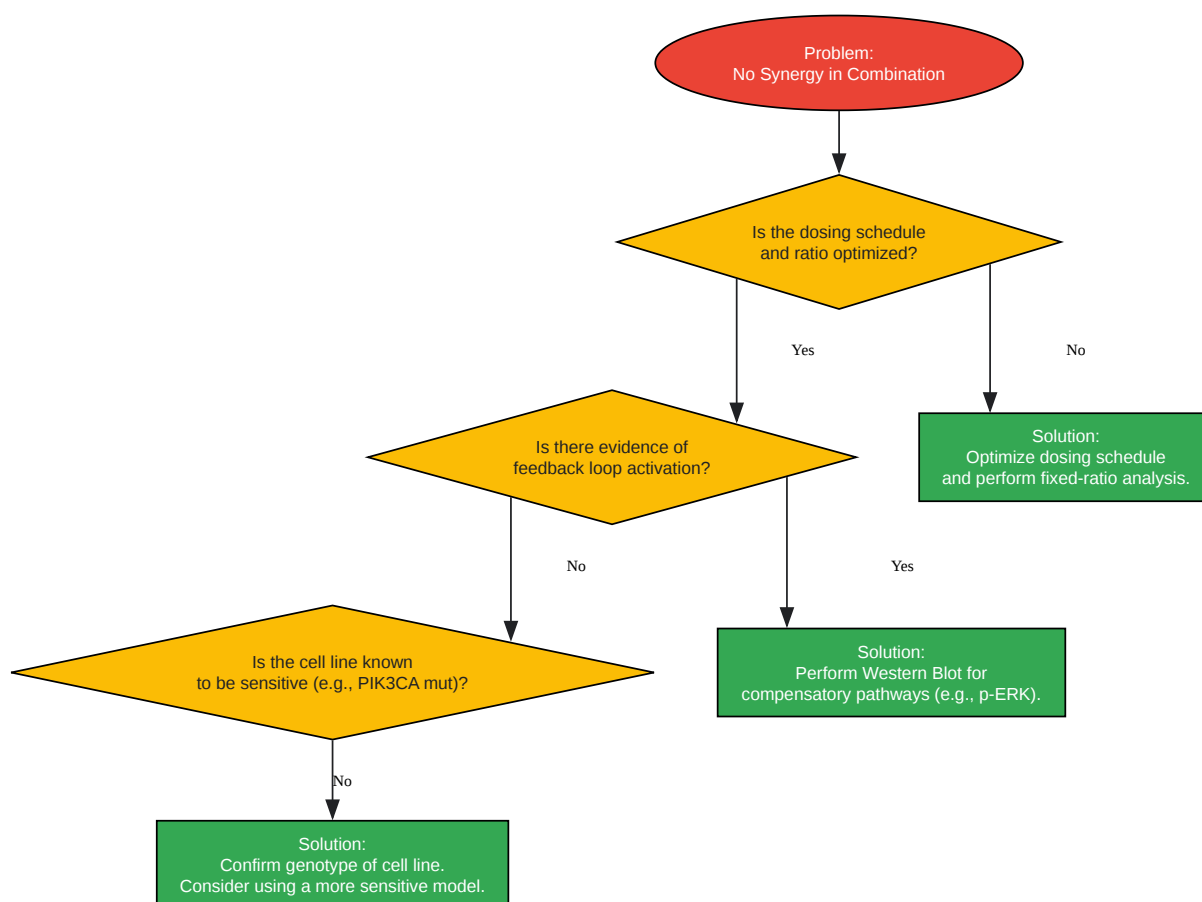 Problem:
No Synergy in Combination
Is the dosing schedule
and ratio optimized?
Yes
No
Is there evidence of
feedback loop activation?
Solution:
Optimize dosing schedule
and perform fixed-ratio analysis.
No
Yes
Is the cell line known
to be sensitive (e.g., PIK3CA mut)?
Solution:
Perform Western Blot for
compensatory pathways (e.g., p-ERK).
No
Solution:
Confirm genotype of cell line.
Consider using a more sensitive model.